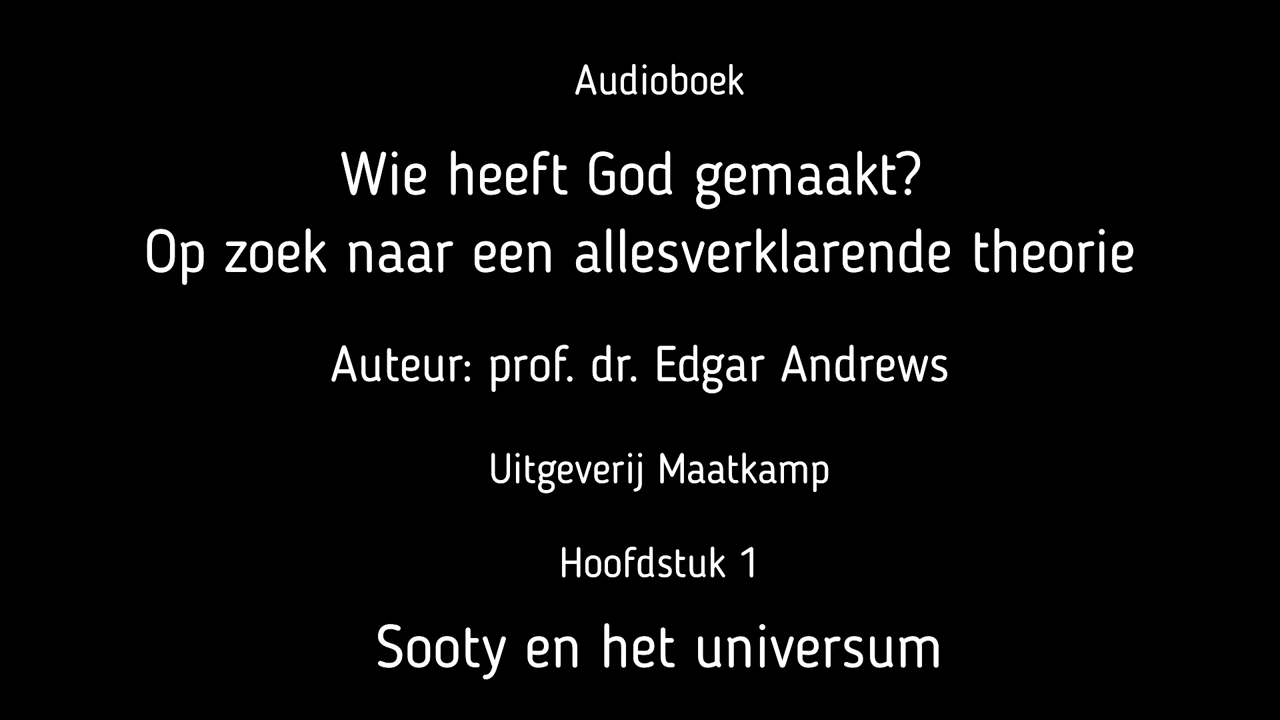 Audioboek
Wie heeft God gemaakt?
Op zoek naar een allesverklarende theorie
Auteur: prof. dr. Edgar Andrews
Uitgeverij Maatkamp
Hoofdstuk 1
Sooty en het universum